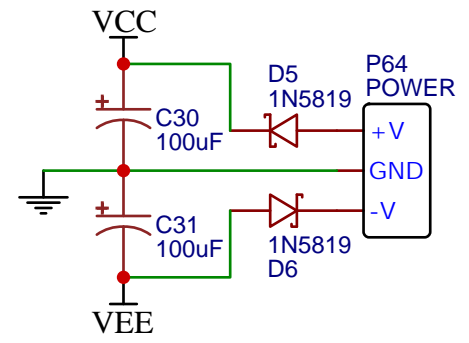 VCC
D5
1N5819
P64
POWER
+
C30
100uF
+V
GND
-V
+
C31
100uF
1N5819
D6
VEE